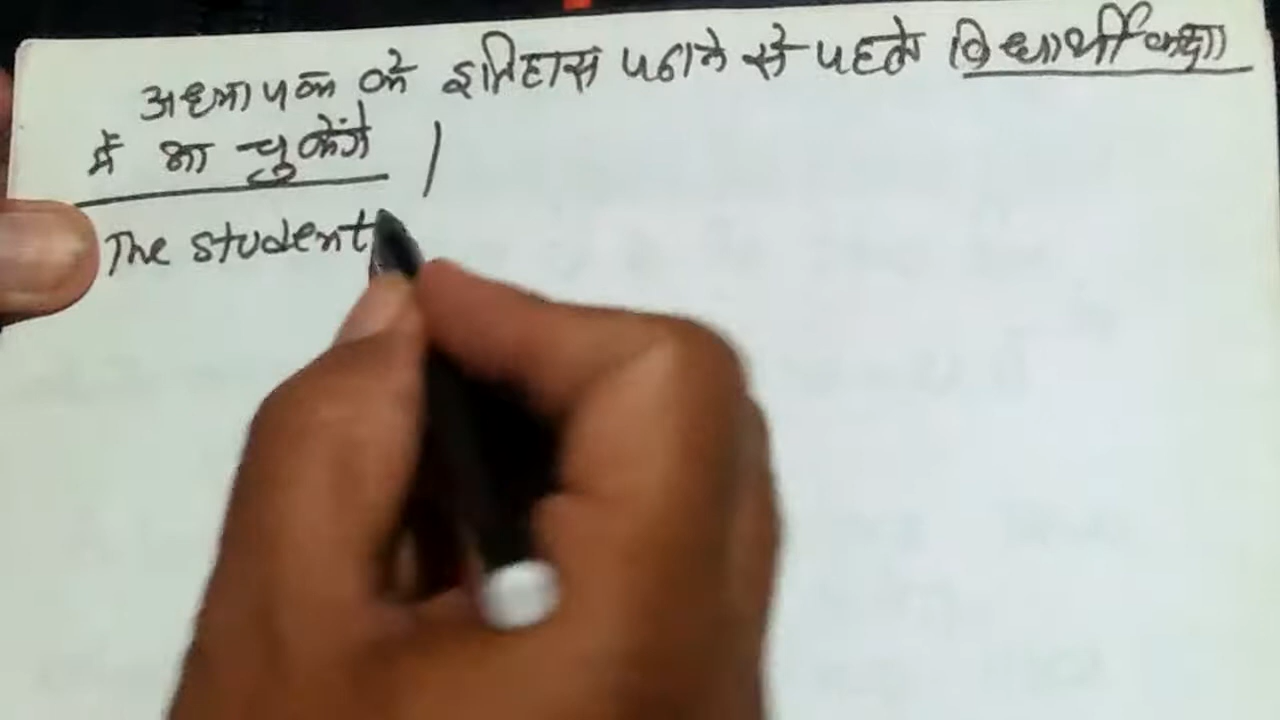 अध्यापक के इतिहास पढाने से पहले विधार्थी कक्षा
में आ चुकेंगे |
The student